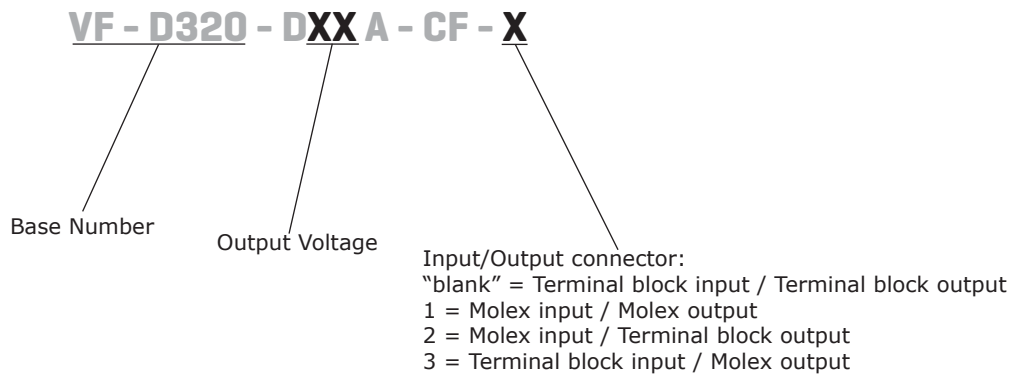 VF - D320 - DXX A - CF - X
Base Number
Output Voltage
Input/Output connector:
“blank” = Terminal block input / Terminal block output
1 = Molex input / Molex output
2 = Molex input / Terminal block output
3 = Terminal block input / Molex output